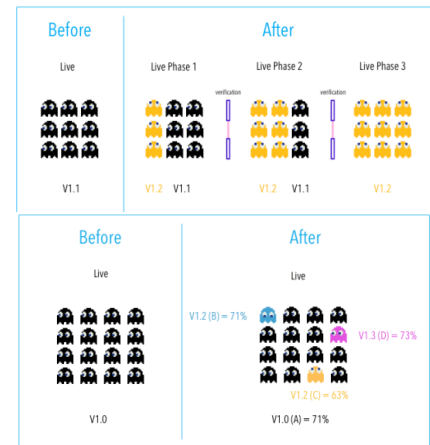 Before
After
Live
Live Phase 1
Live Phase 2
Live Phase 3
verification
verification
V1.1
V1.2 V1.1
V1.2 V1.1
V1.2
Before
After
Live
Live
V1.2 (B) = 71%
V1.3 (D) = 73%
V1.2 (C) = 63%
V1.0
V1.0 (A) = 71%